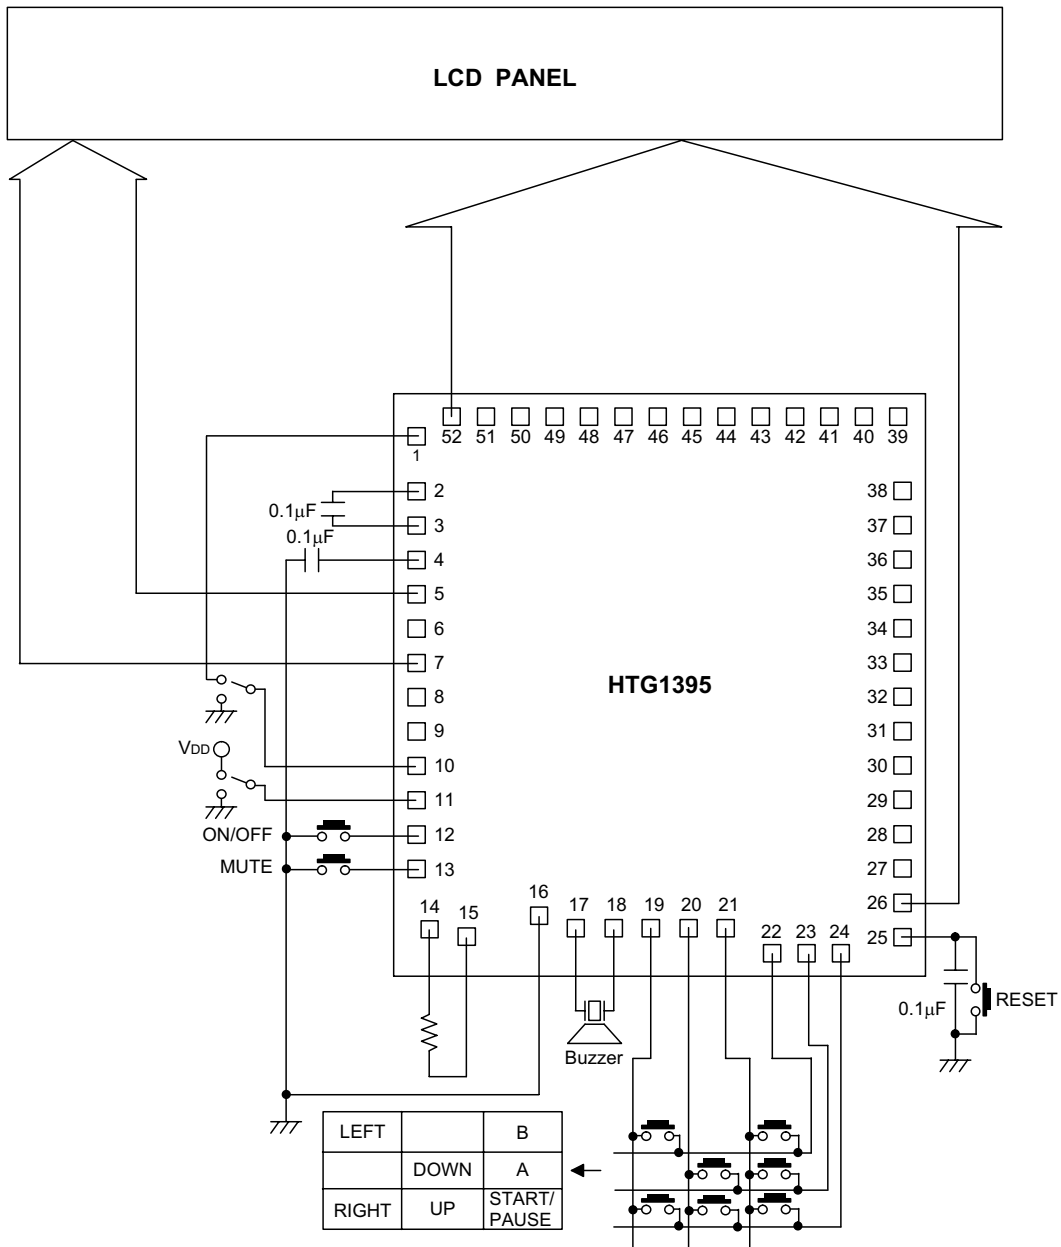 LCD PANEL
52 51 50 49 48 47 46 45 44 43 42 41 40 39
1
2
0.1µF
3
0.1µF
4
5
6
7
8
9
VDD
10
11
ON/OFF
12
MUTE
13
38
37
36
35
34
33
32
31
30
29
28
27
26
25
HTG1395
14 15 16 17 18 19 20 21 22 23 24
0.1µF
RESET
Buzzer
LEFT B
DOWN A
RIGHT UP START/
PAUSE